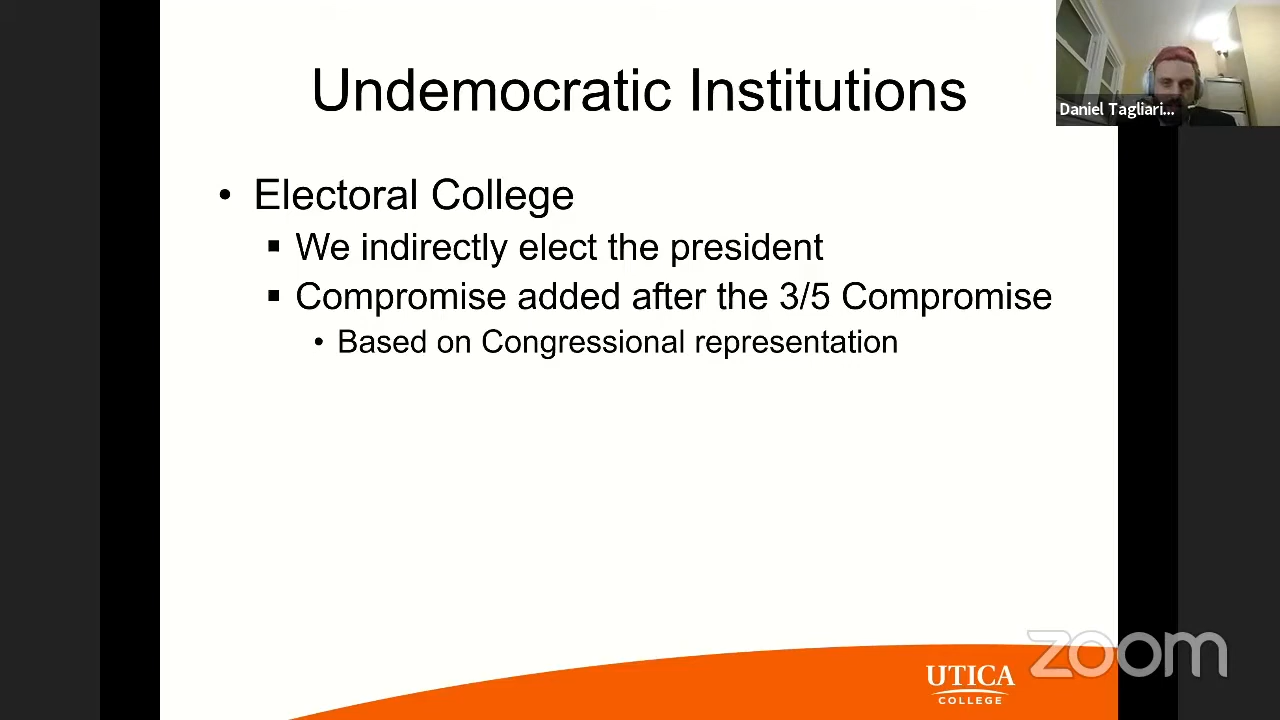 Undemocratic Institutions
Daniel Tagliari...
• Electoral College
▪ We indirectly elect the president
▪ Compromise added after the 3/5 Compromise
• Based on Congressional representation
zoom
UTICA
COLLEGE